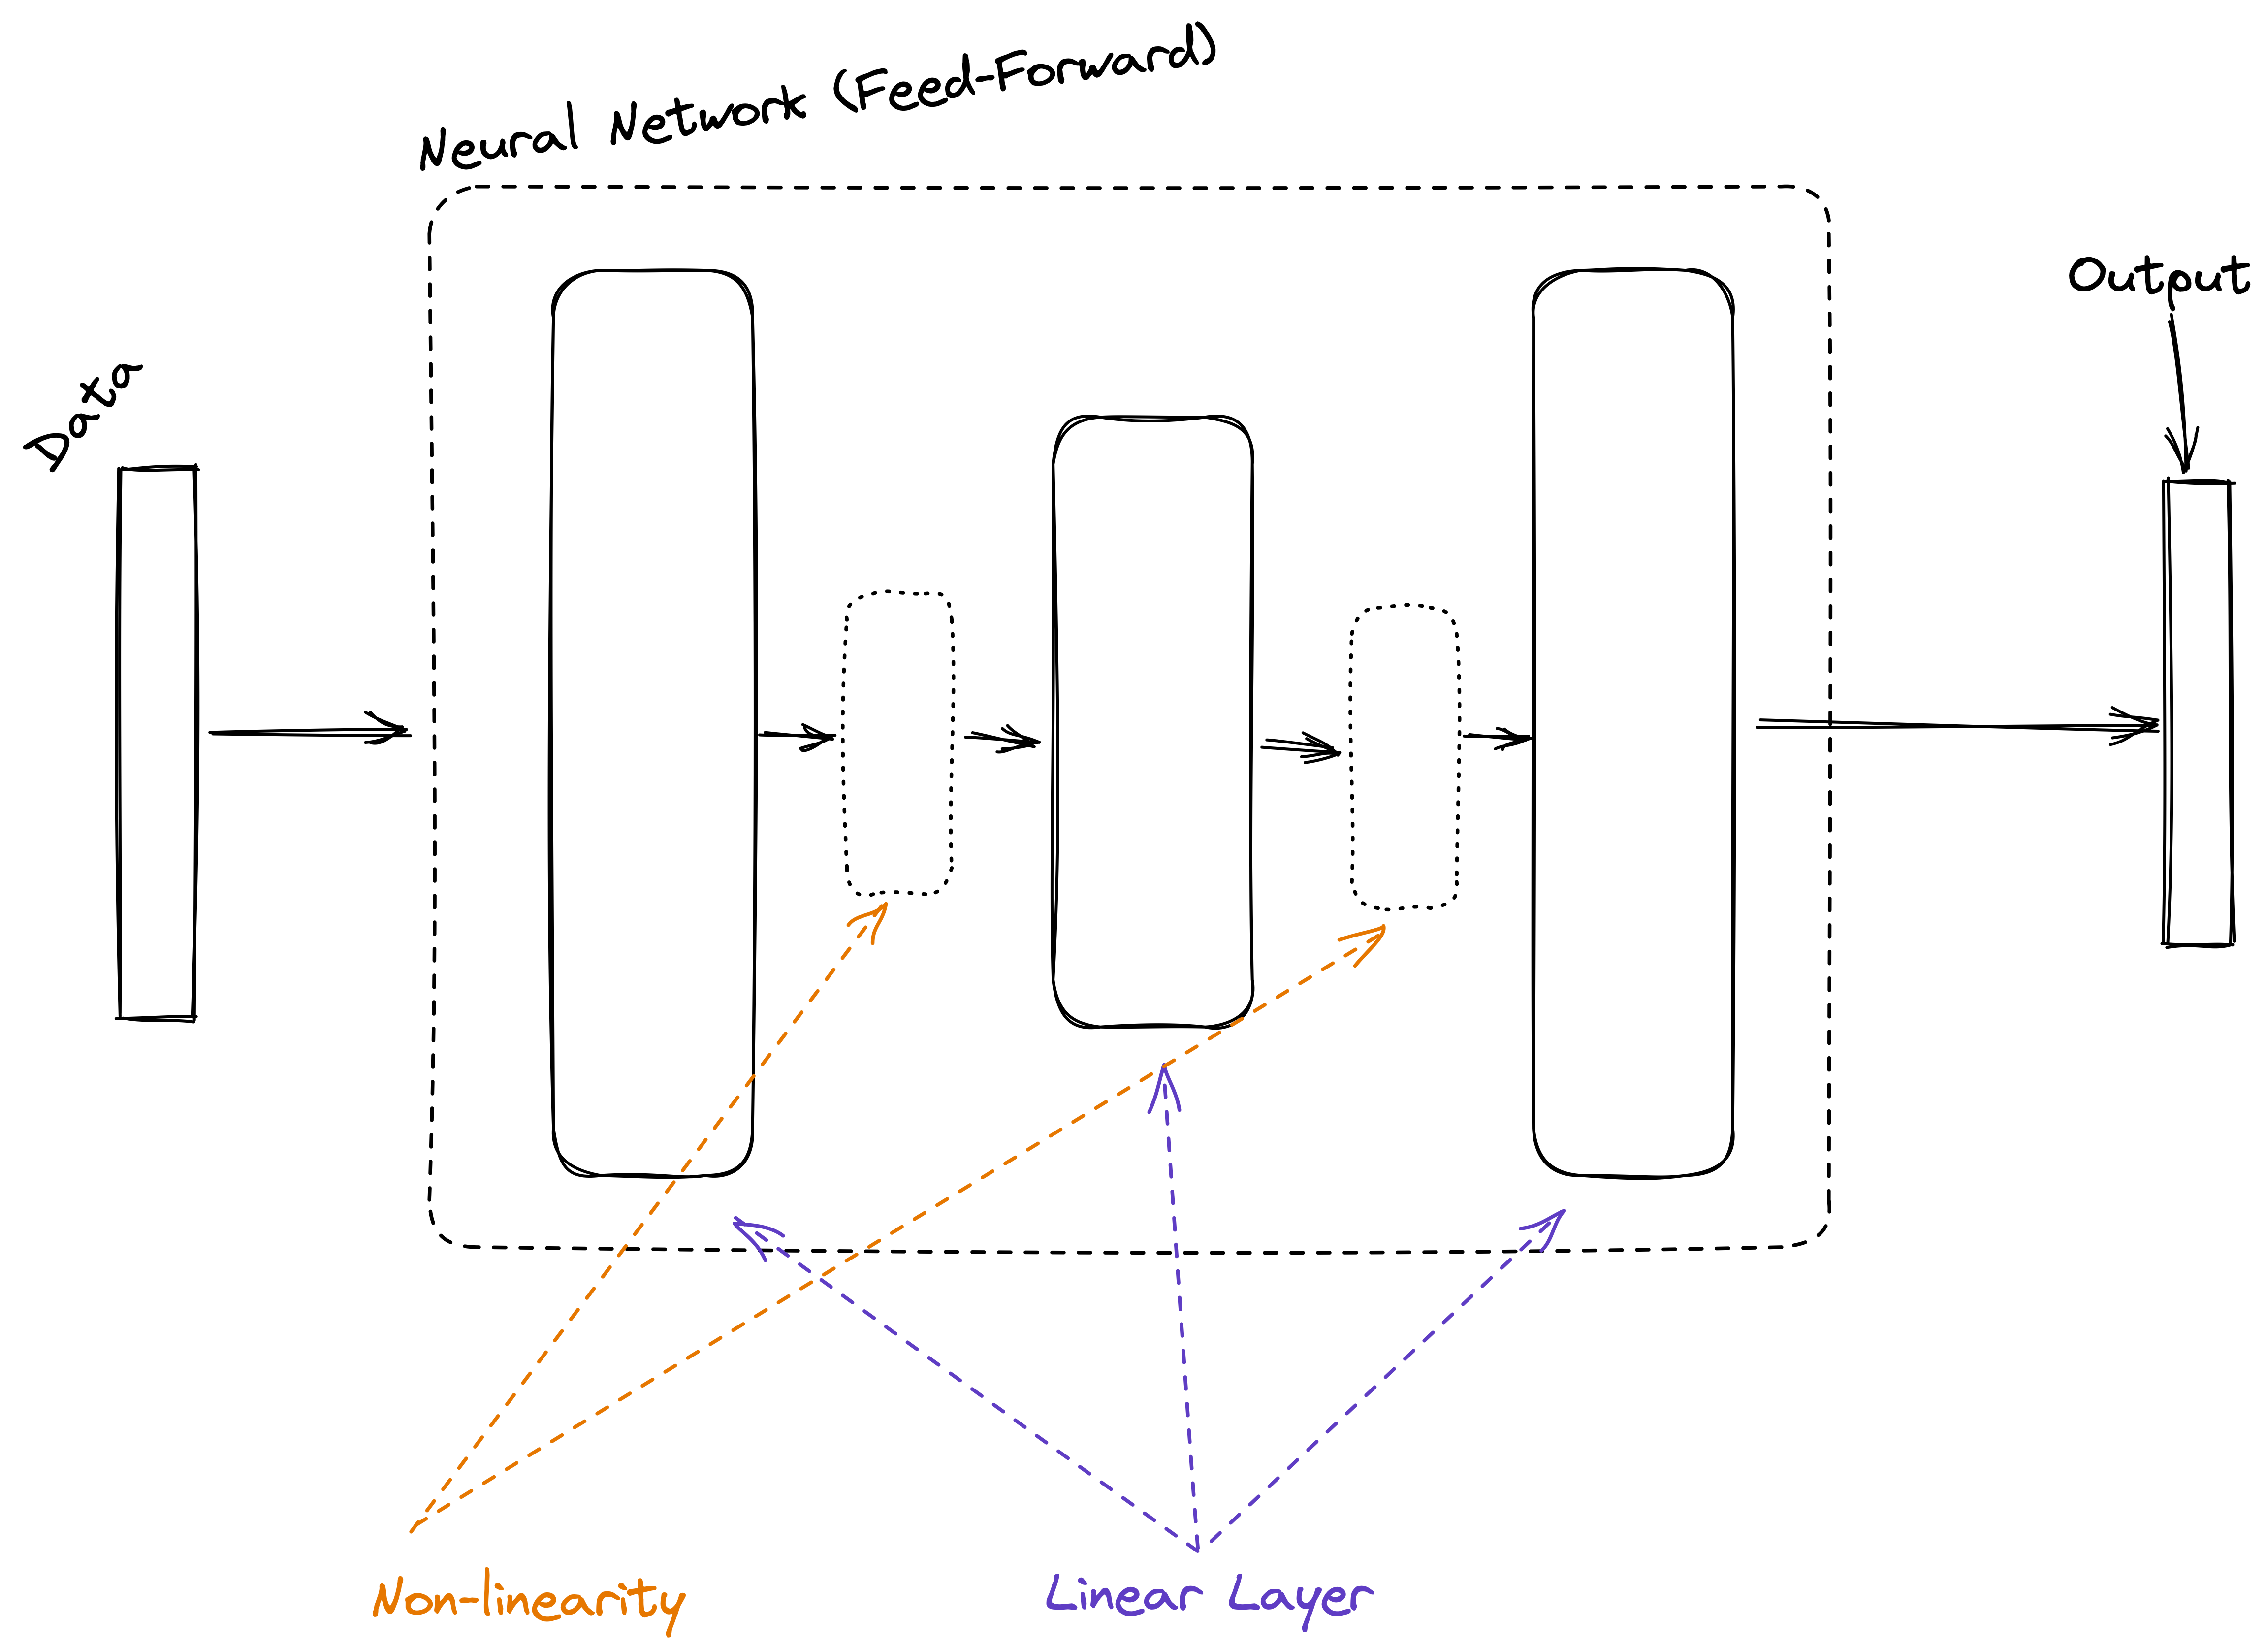 Neural Network (Feed-Forward)
Output
Data
Non-linearity
Linear Layer